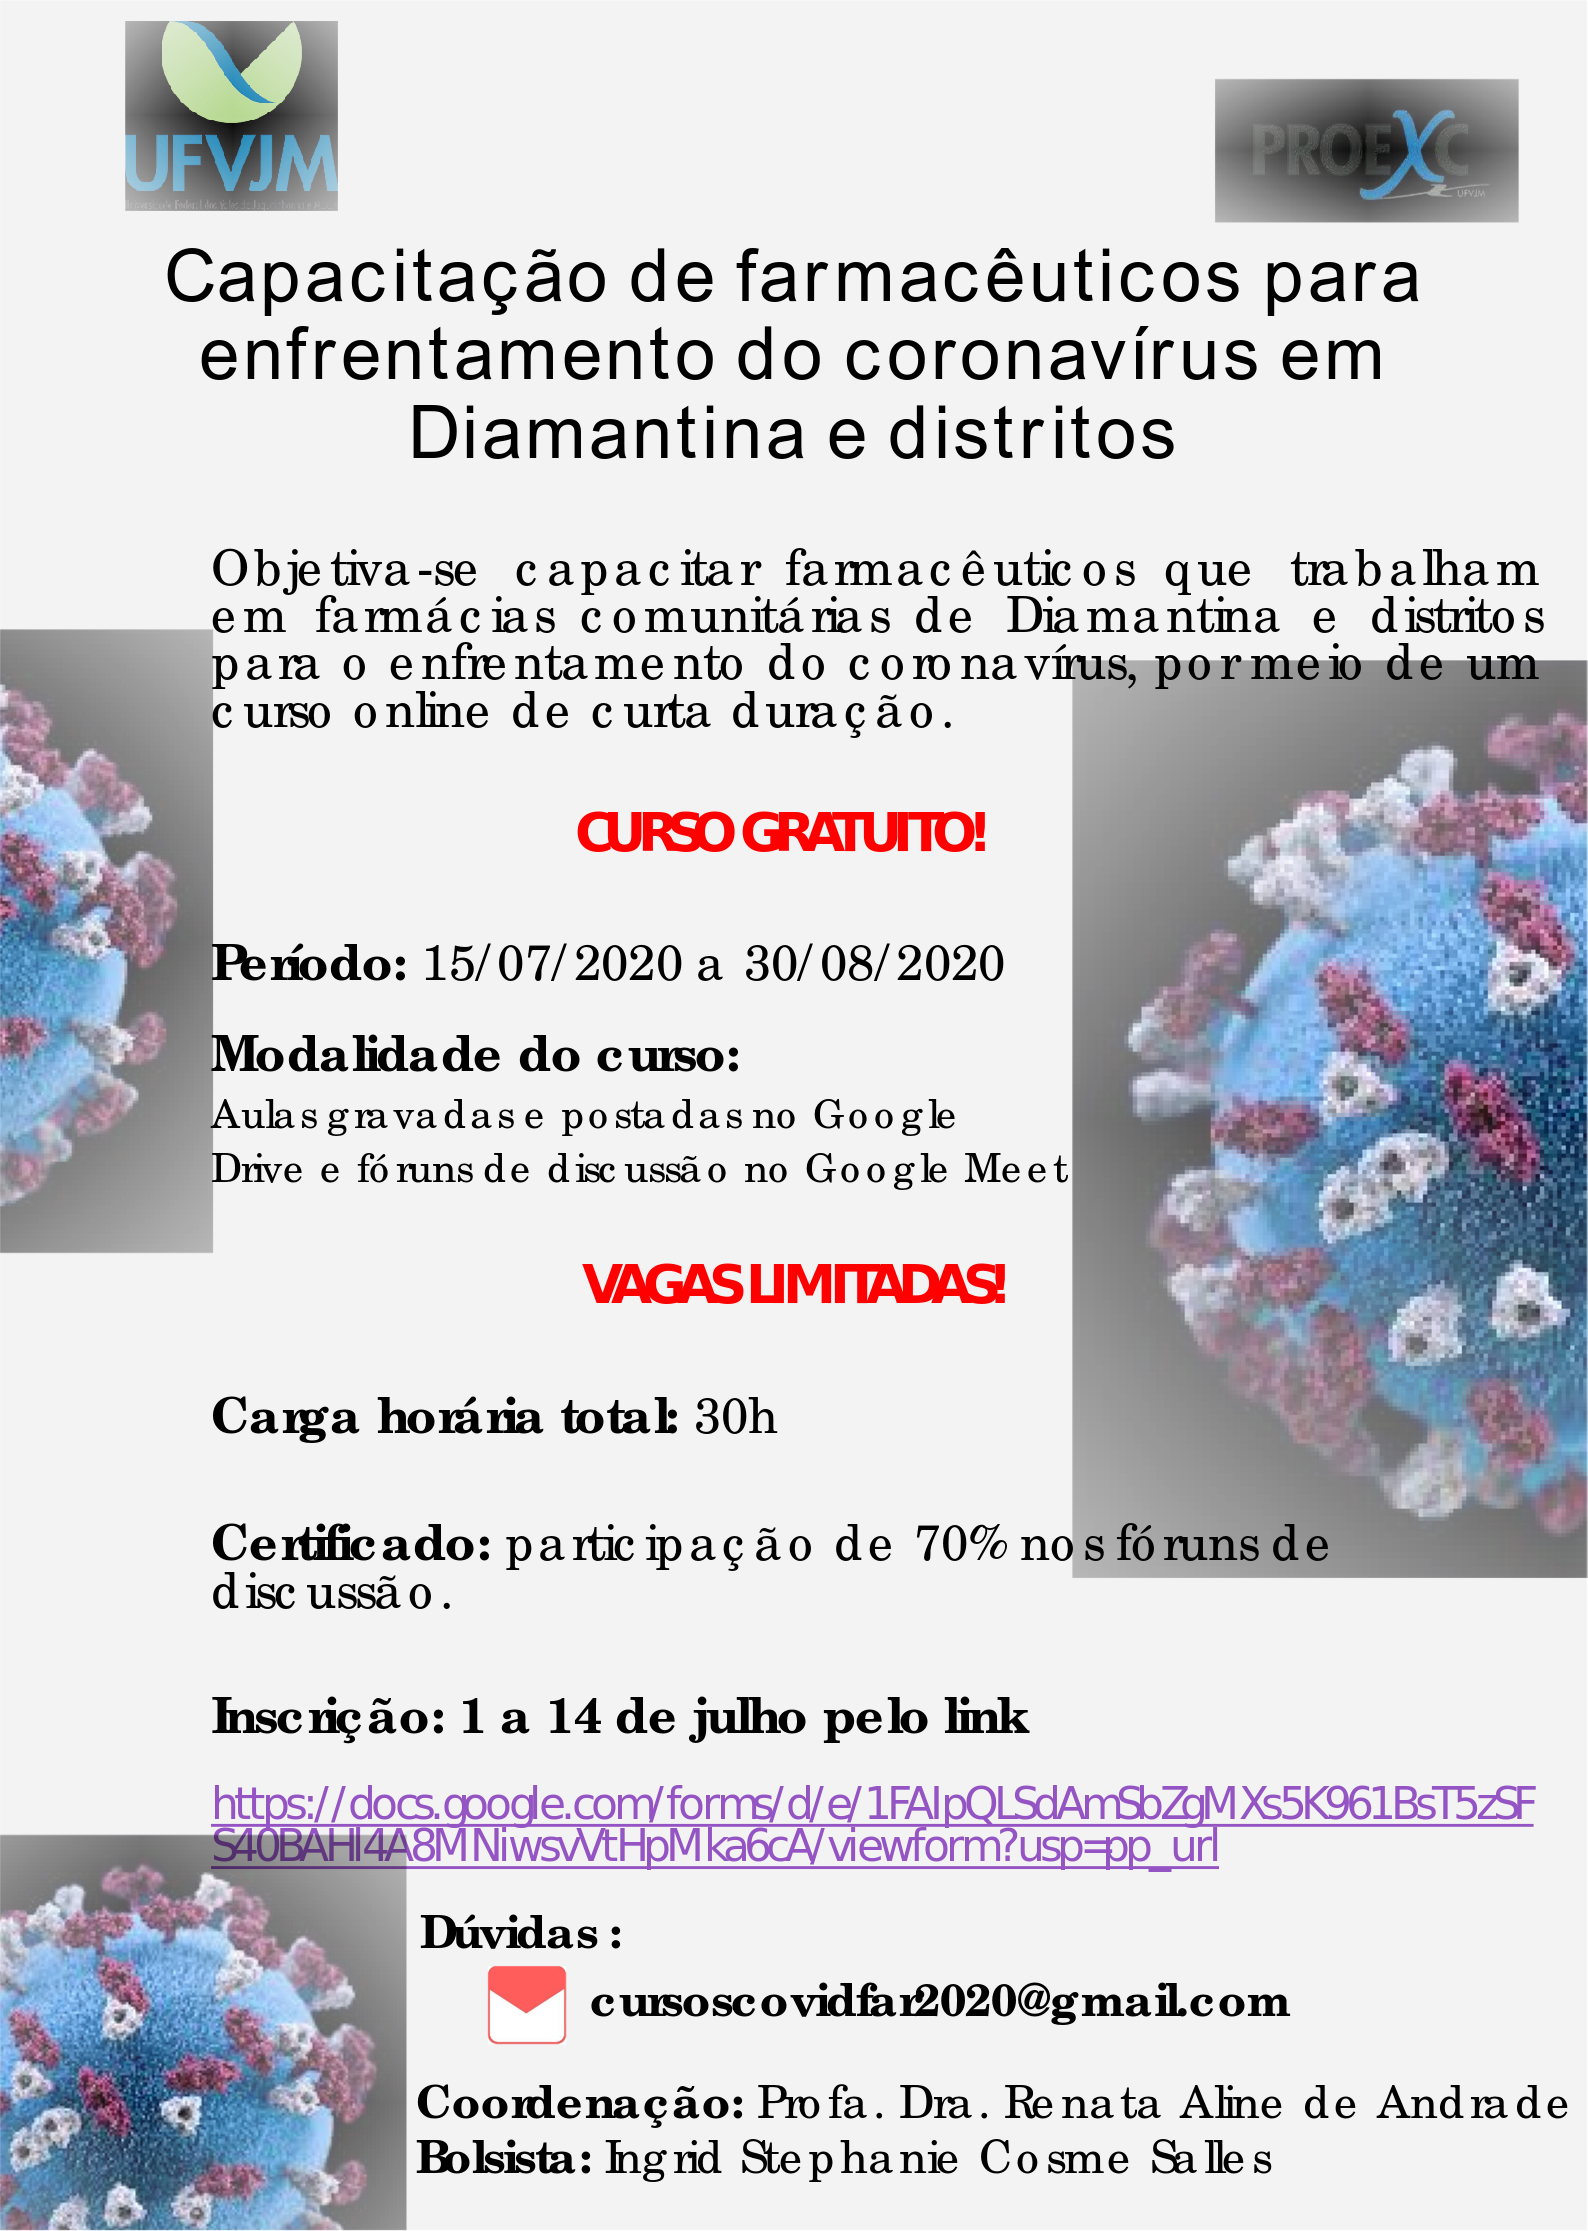 UFVJM
PROEXC
UFVJM
Capacitação de farmacêuticos para
enfrentamento do coronavírus em
Diamantina e distritos
Objetiva-se capacitar farmacêuticos que trabalham
em farmácias comunitárias de Diamantina e distritos
para o enfrentamento do coronavírus, por meio de um
curso online de curta duração.
CURSO GRATUITO!
Período: 15/07/2020 a 30/08/2020
Modalidade do curso:
Aulas gravadas e postadas no Google
Drive e fóruns de discussão no Google Meet
VAGAS LIMITADAS!
Carga horária total: 30h
Certificado: participação de 70% nos fóruns de
discussão.
Inscrição: 1 a 14 de julho pelo link
https://docs.google.com/forms/d/e/1FAIpQLSdAmSbZgMXs5K961BsT5zSF
S40BAHl4A8MNiwsvVtHpMka6cA/viewform?usp=pp_url
Dúvidas :
cursoscovidfar2020@gmail.com
Coordenação: Profa. Dra. Renata Aline de Andrade
Bolsista: Ingrid Stephanie Cosme Salles